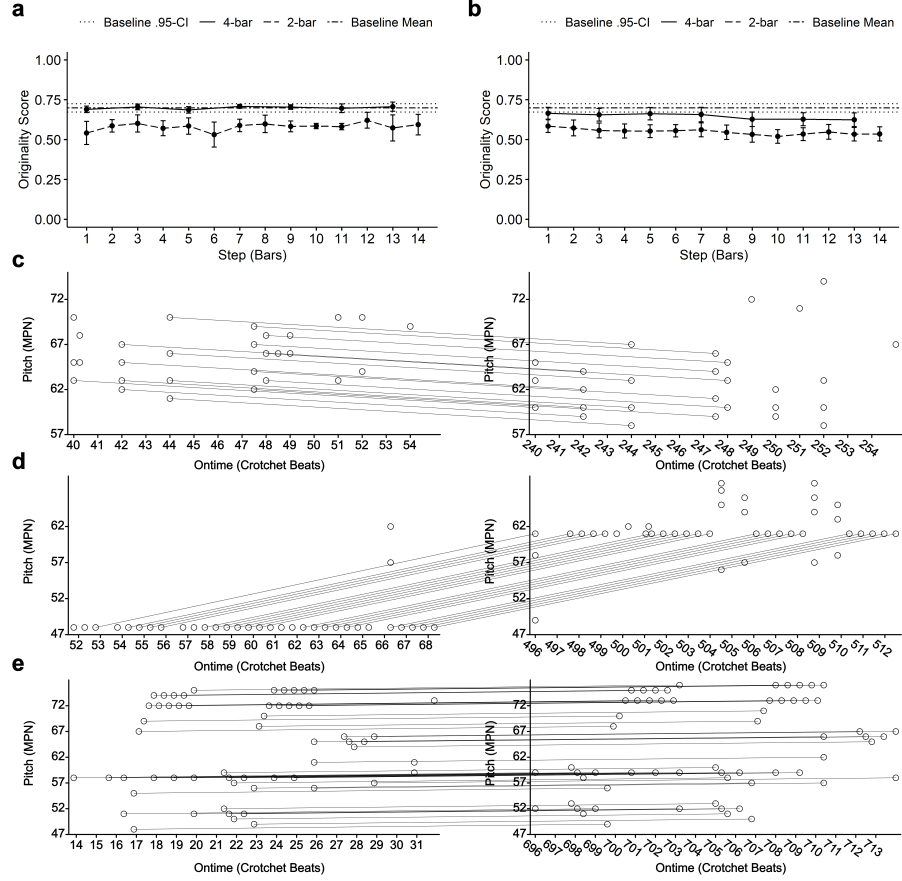 a
b
Baseline .95-CI 4-bar 2-bar Baseline Mean
Baseline .95-CI 4-bar 2-bar Baseline Mean
Originality Score
1.00
0.75
0.50
0.25
0.00
1 2 3 4 5 6 7 8 9 10 11 12 13 14
Step (Bars)
Originality Score
1.00
0.75
0.50
0.25
0.00
1 2 3 4 5 6 7 8 9 10 11 12 13 14
Step (Bars)
c
Pitch (MPN)
72
67
62
57
40 41 42 43 44 45 46 47 48 49 50 51 52 53 54
Ontime (Crotchet Beats)
Pitch (MPN)
72
67
62
57
240 241 242 243 244 245 246 247 248 249 250 251 252 253 254
Ontime (Crotchet Beats)
d
Pitch (MPN)
62
57
52
47
52 53 54 55 56 57 58 59 60 61 62 63 64 65 66 67 68
Ontime (Crotchet Beats)
Pitch (MPN)
62
57
52
47
496 497 498 499 500 501 502 503 504 505 506 507 508 509 510 511 512
Ontime (Crotchet Beats)
e
Pitch (MPN)
72
67
62
57
52
47
14 15 16 17 18 19 20 21 22 23 24 25 26 27 28 29 30 31
Ontime (Crotchet Beats)
Pitch (MPN)
72
67
62
57
52
47
696 697 698 699 700 701 702 703 704 705 706 707 708 709 710 711 712 713
Ontime (Crotchet Beats)